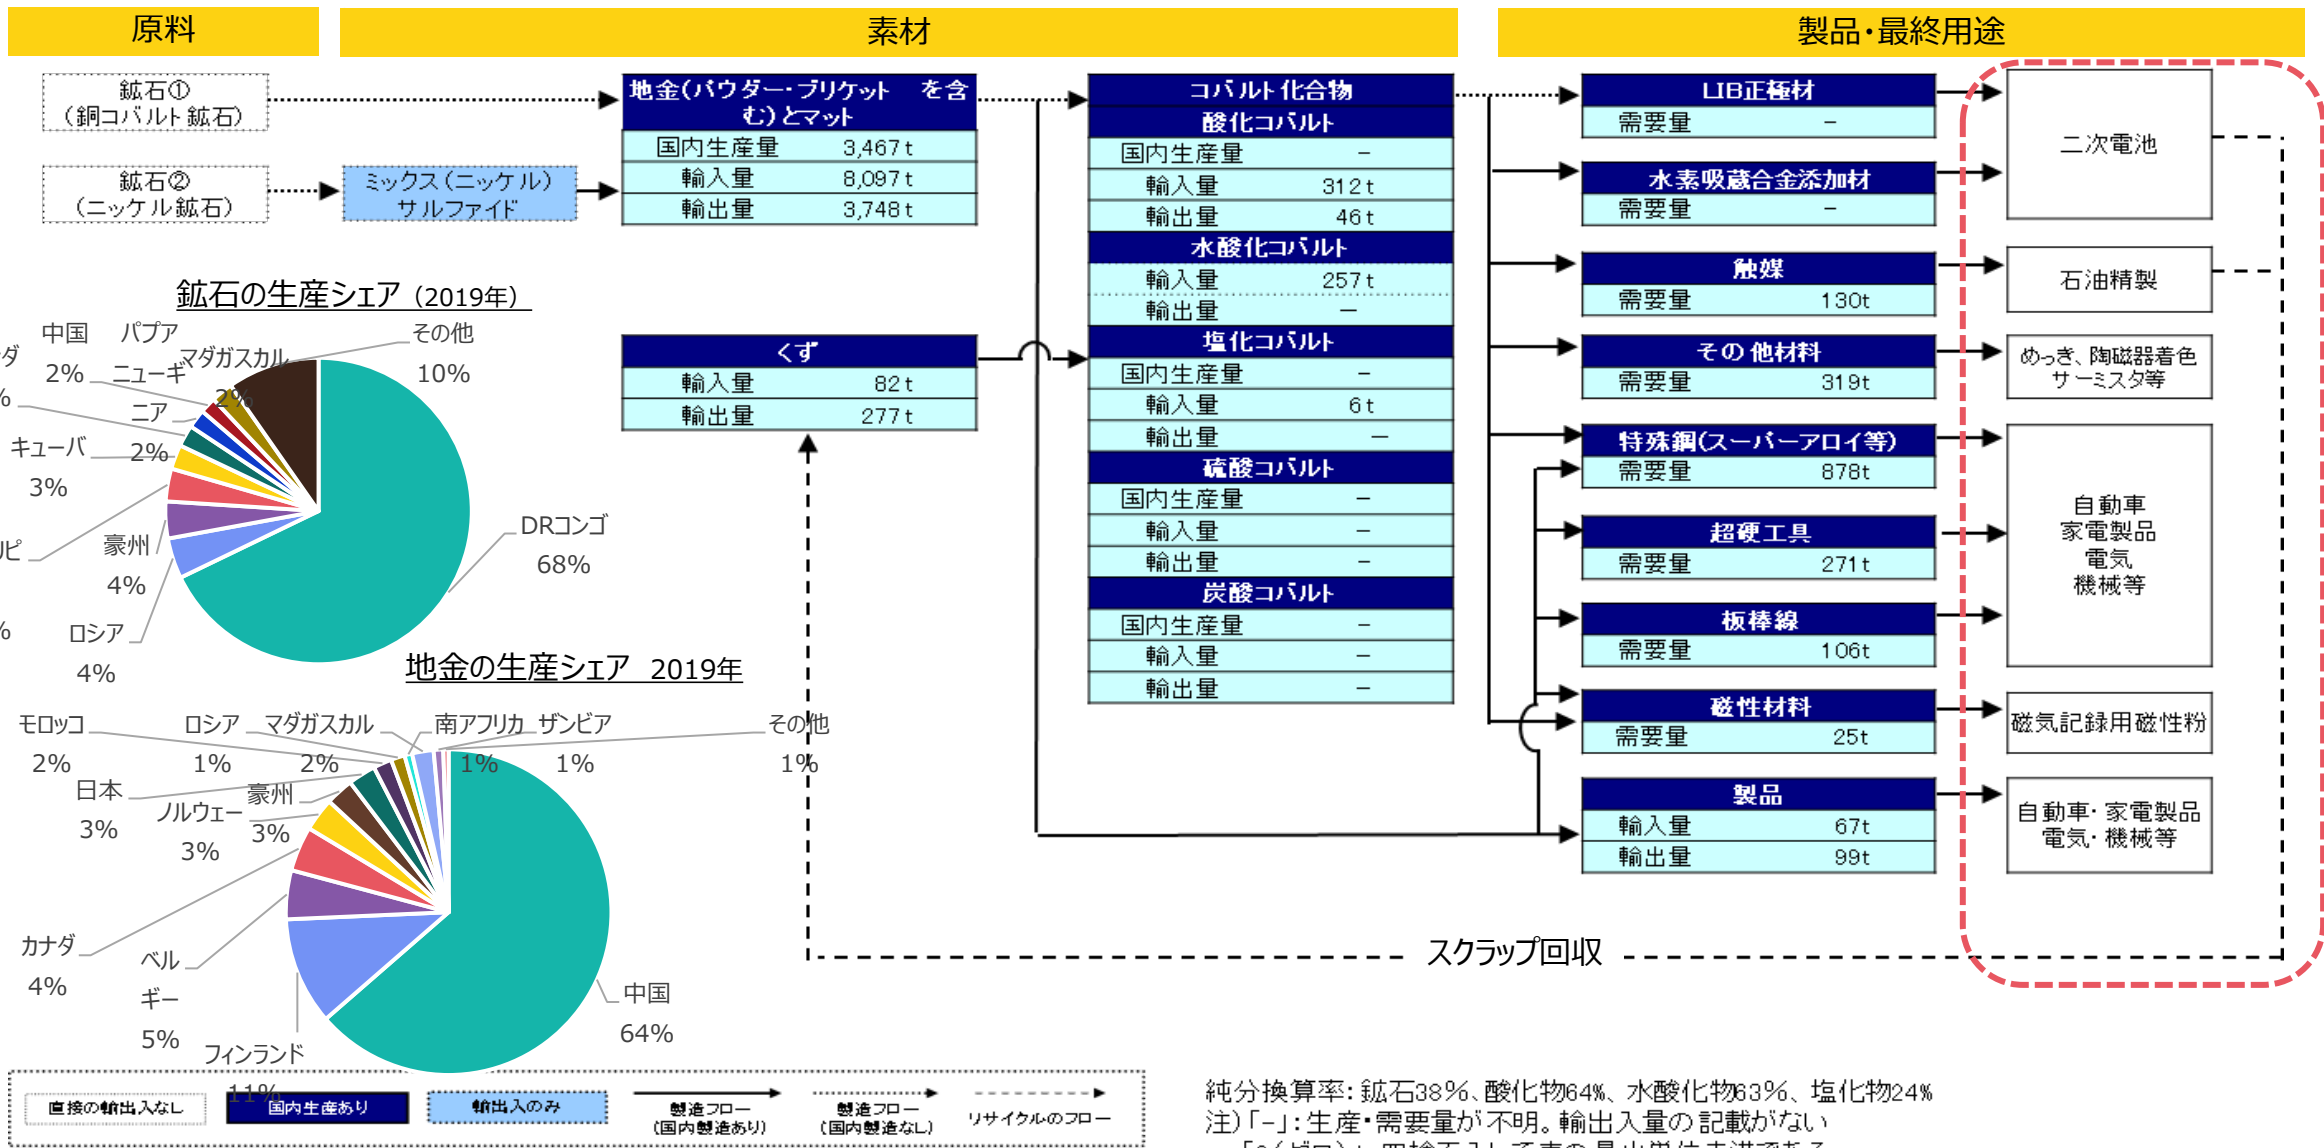 原料
素材
製品・最終用途
鉱石①
(銅コバルト鉱石)
鉱石②
(ニッケル鉱石)
ミックス(ニッケル)
サルファイド
地金(パウダー・ブリケット　を含
む)とマット
国内生産量 3,467t
輸入量 8,097t
輸出量 3,748t
くず
輸入量 82t
輸出量 277t
コバルト化合物
酸化コバルト
国内生産量 −
輸入量 312t
輸出量 46t
水酸化コバルト
輸入量 257t
輸出量 −
塩化コバルト
国内生産量 −
輸入量 6t
輸出量 −
硫酸コバルト
国内生産量 −
輸入量 −
輸出量 −
炭酸コバルト
国内生産量 −
輸入量 −
輸出量 −
LIB正極材
需要量 −
水素吸蔵合金添加材
需要量 −
触媒
需要量 130t
その他材料
需要量 319t
特殊鋼(スーパーアロイ等)
需要量 878t
超硬工具
需要量 271t
板棒線
需要量 106t
磁性材料
需要量 25t
製品
輸入量 67t
輸出量 99t
二次電池
石油精製
めっき、陶磁器着色
サーミスタ等
自動車
家電製品
電気
機械等
磁気記録用磁性粉
自動車・家電製品
電気・機械等
スクラップ回収
鉱石の生産シェア（2019年）
DRコンゴ
68%
ロシア
4%
豪州
4%
ピ
%
キューバ
3%
ダ
%
パプア
ニューギ
ニア
2%
中国
2%
マダガスカル
2%
その他
10%
地金の生産シェア　2019年
中国
64%
フィンランド
11%
ベル
ギー
5%
カナダ
4%
ノルウェー
3%
豪州
3%
日本
3%
モロッコ
2%
ロシア
1%
マダガスカル
2%
南アフリカ
1%
ザンビア
1%
その他
1%
直接の輸出入なし
国内生産あり
輸出入のみ
製造フロー
(国内製造あり)
製造フロー
(国内製造なし)
リサイクルのフロー
純分換算率：鉱石38%、酸化物64%、水酸化物63%、塩化物24%
注)「−」：生産・需要量が不明。輸出入量の記載がない